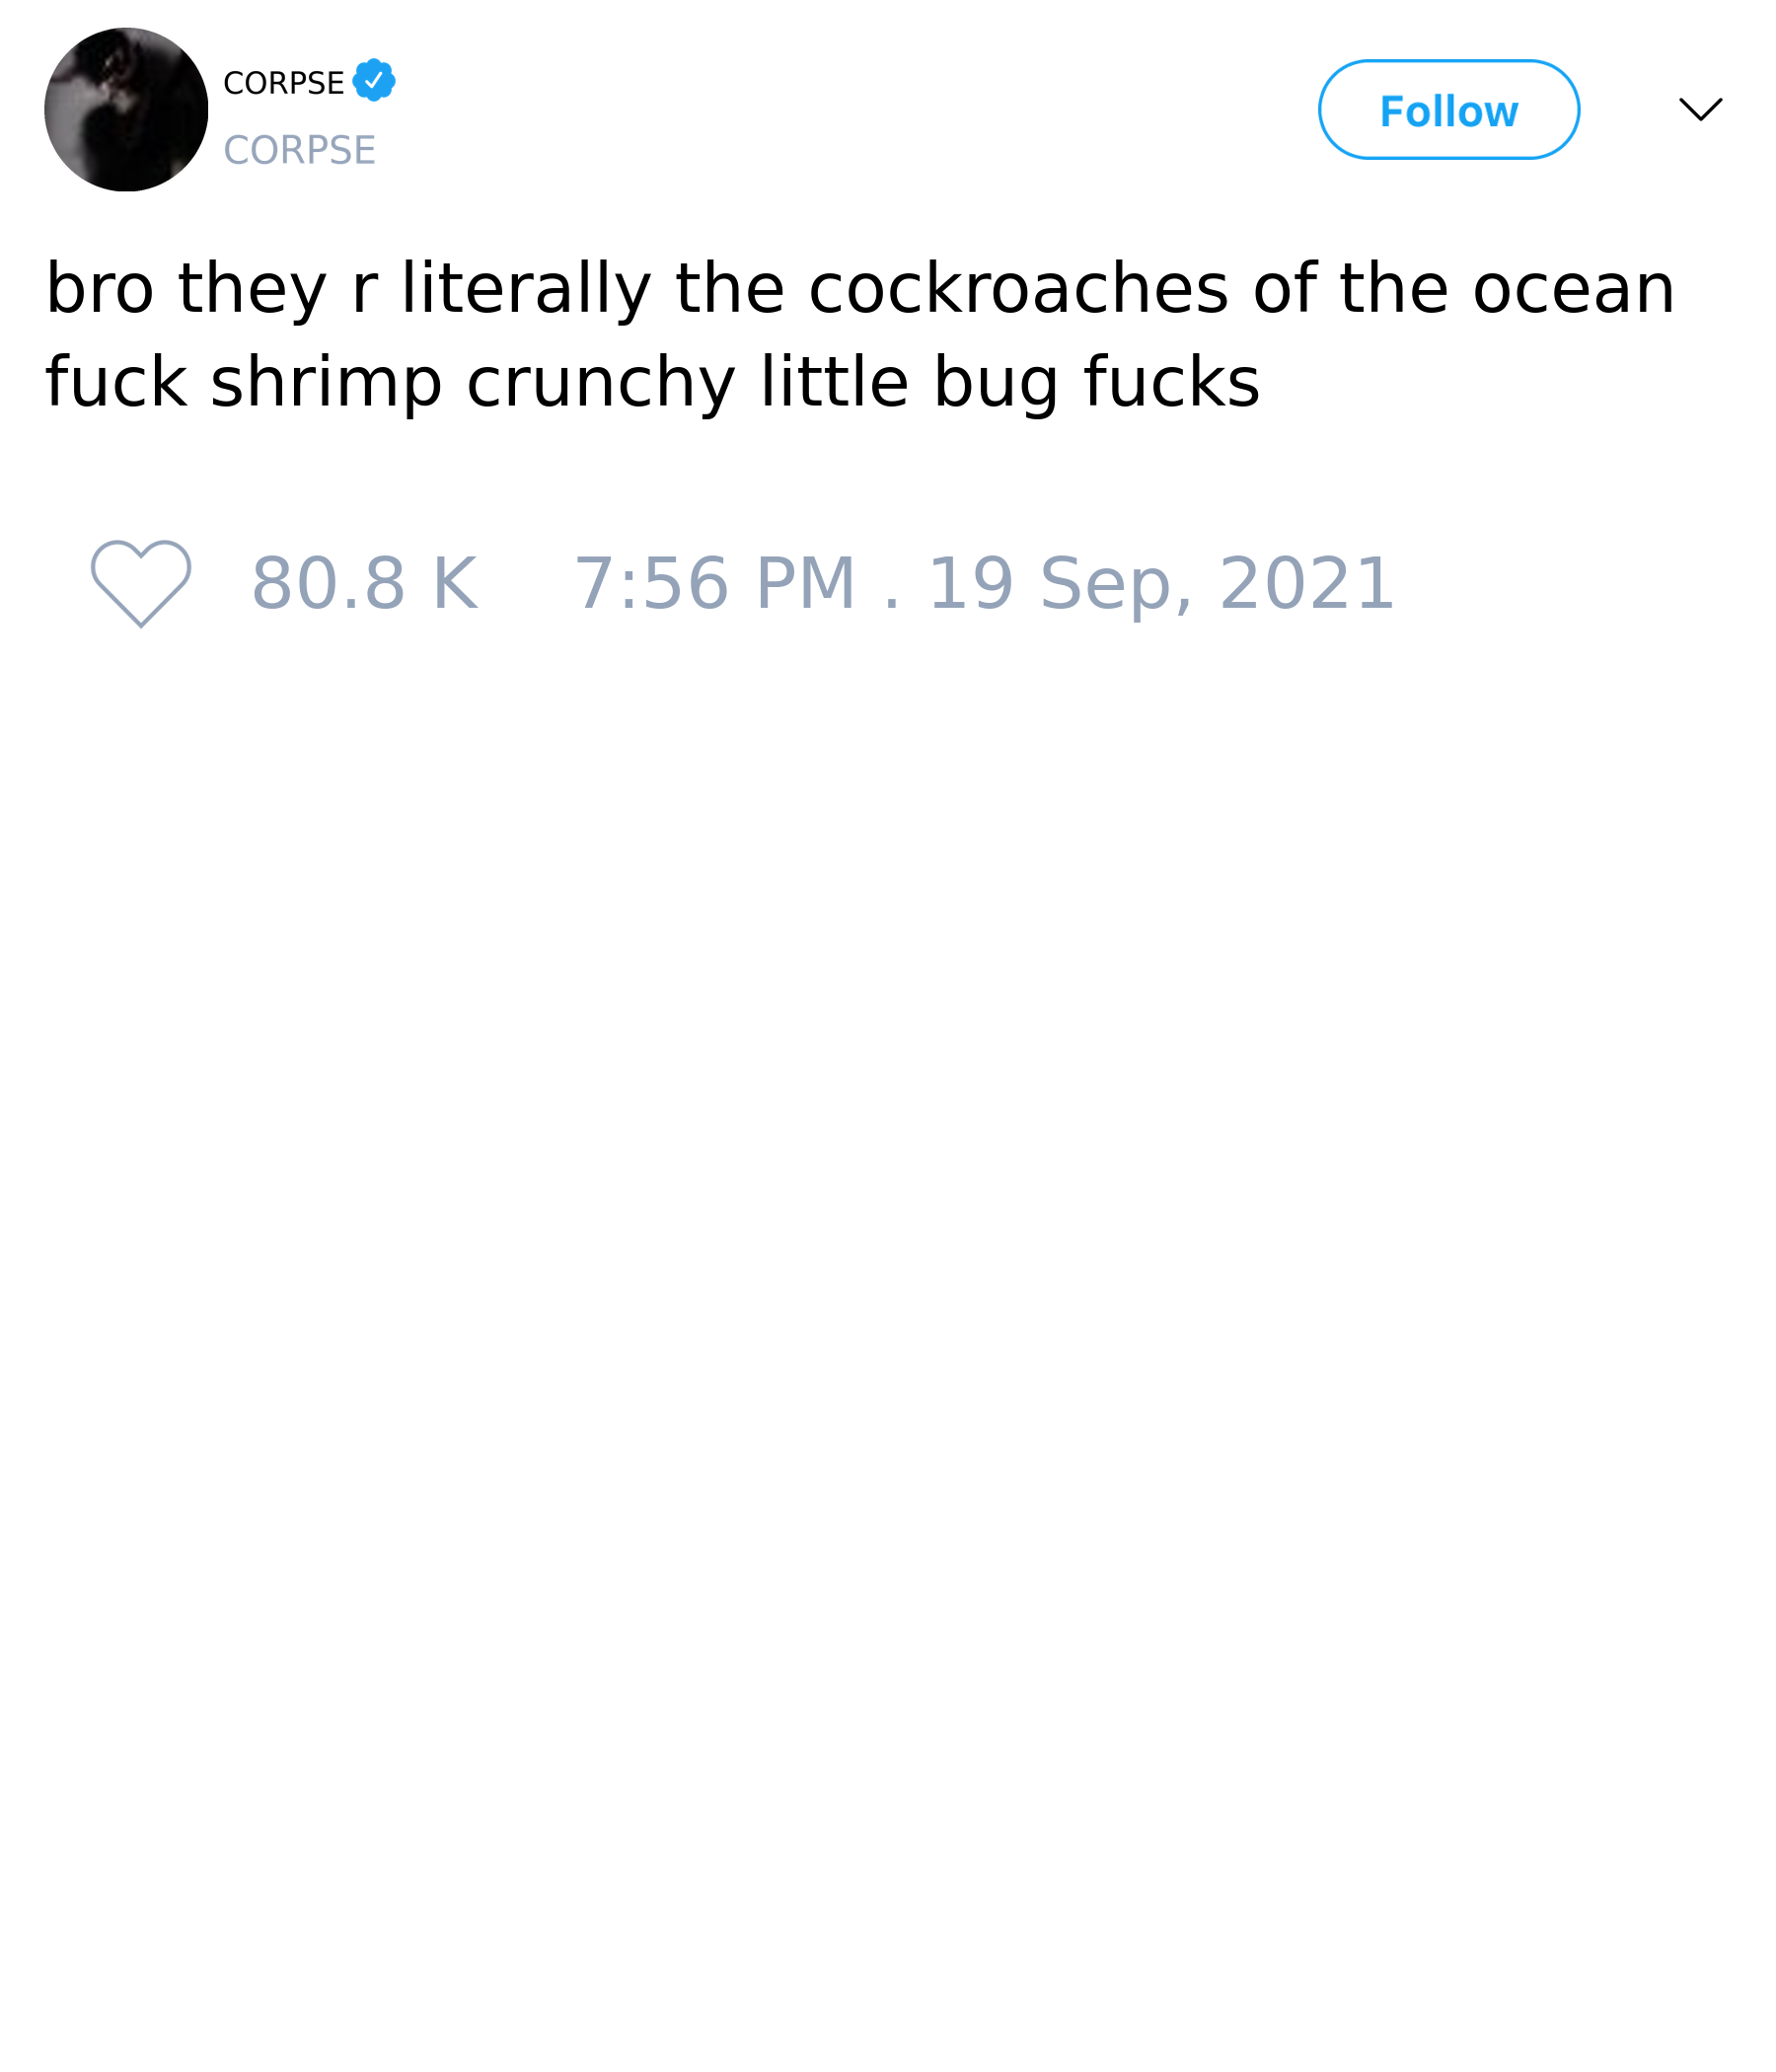 CORPSE
CORPSE
Follow
bro they r literally the cockroaches of the ocean
fuck shrimp crunchy little bug fucks
80.8 K 7:56 PM . 19 Sep, 2021